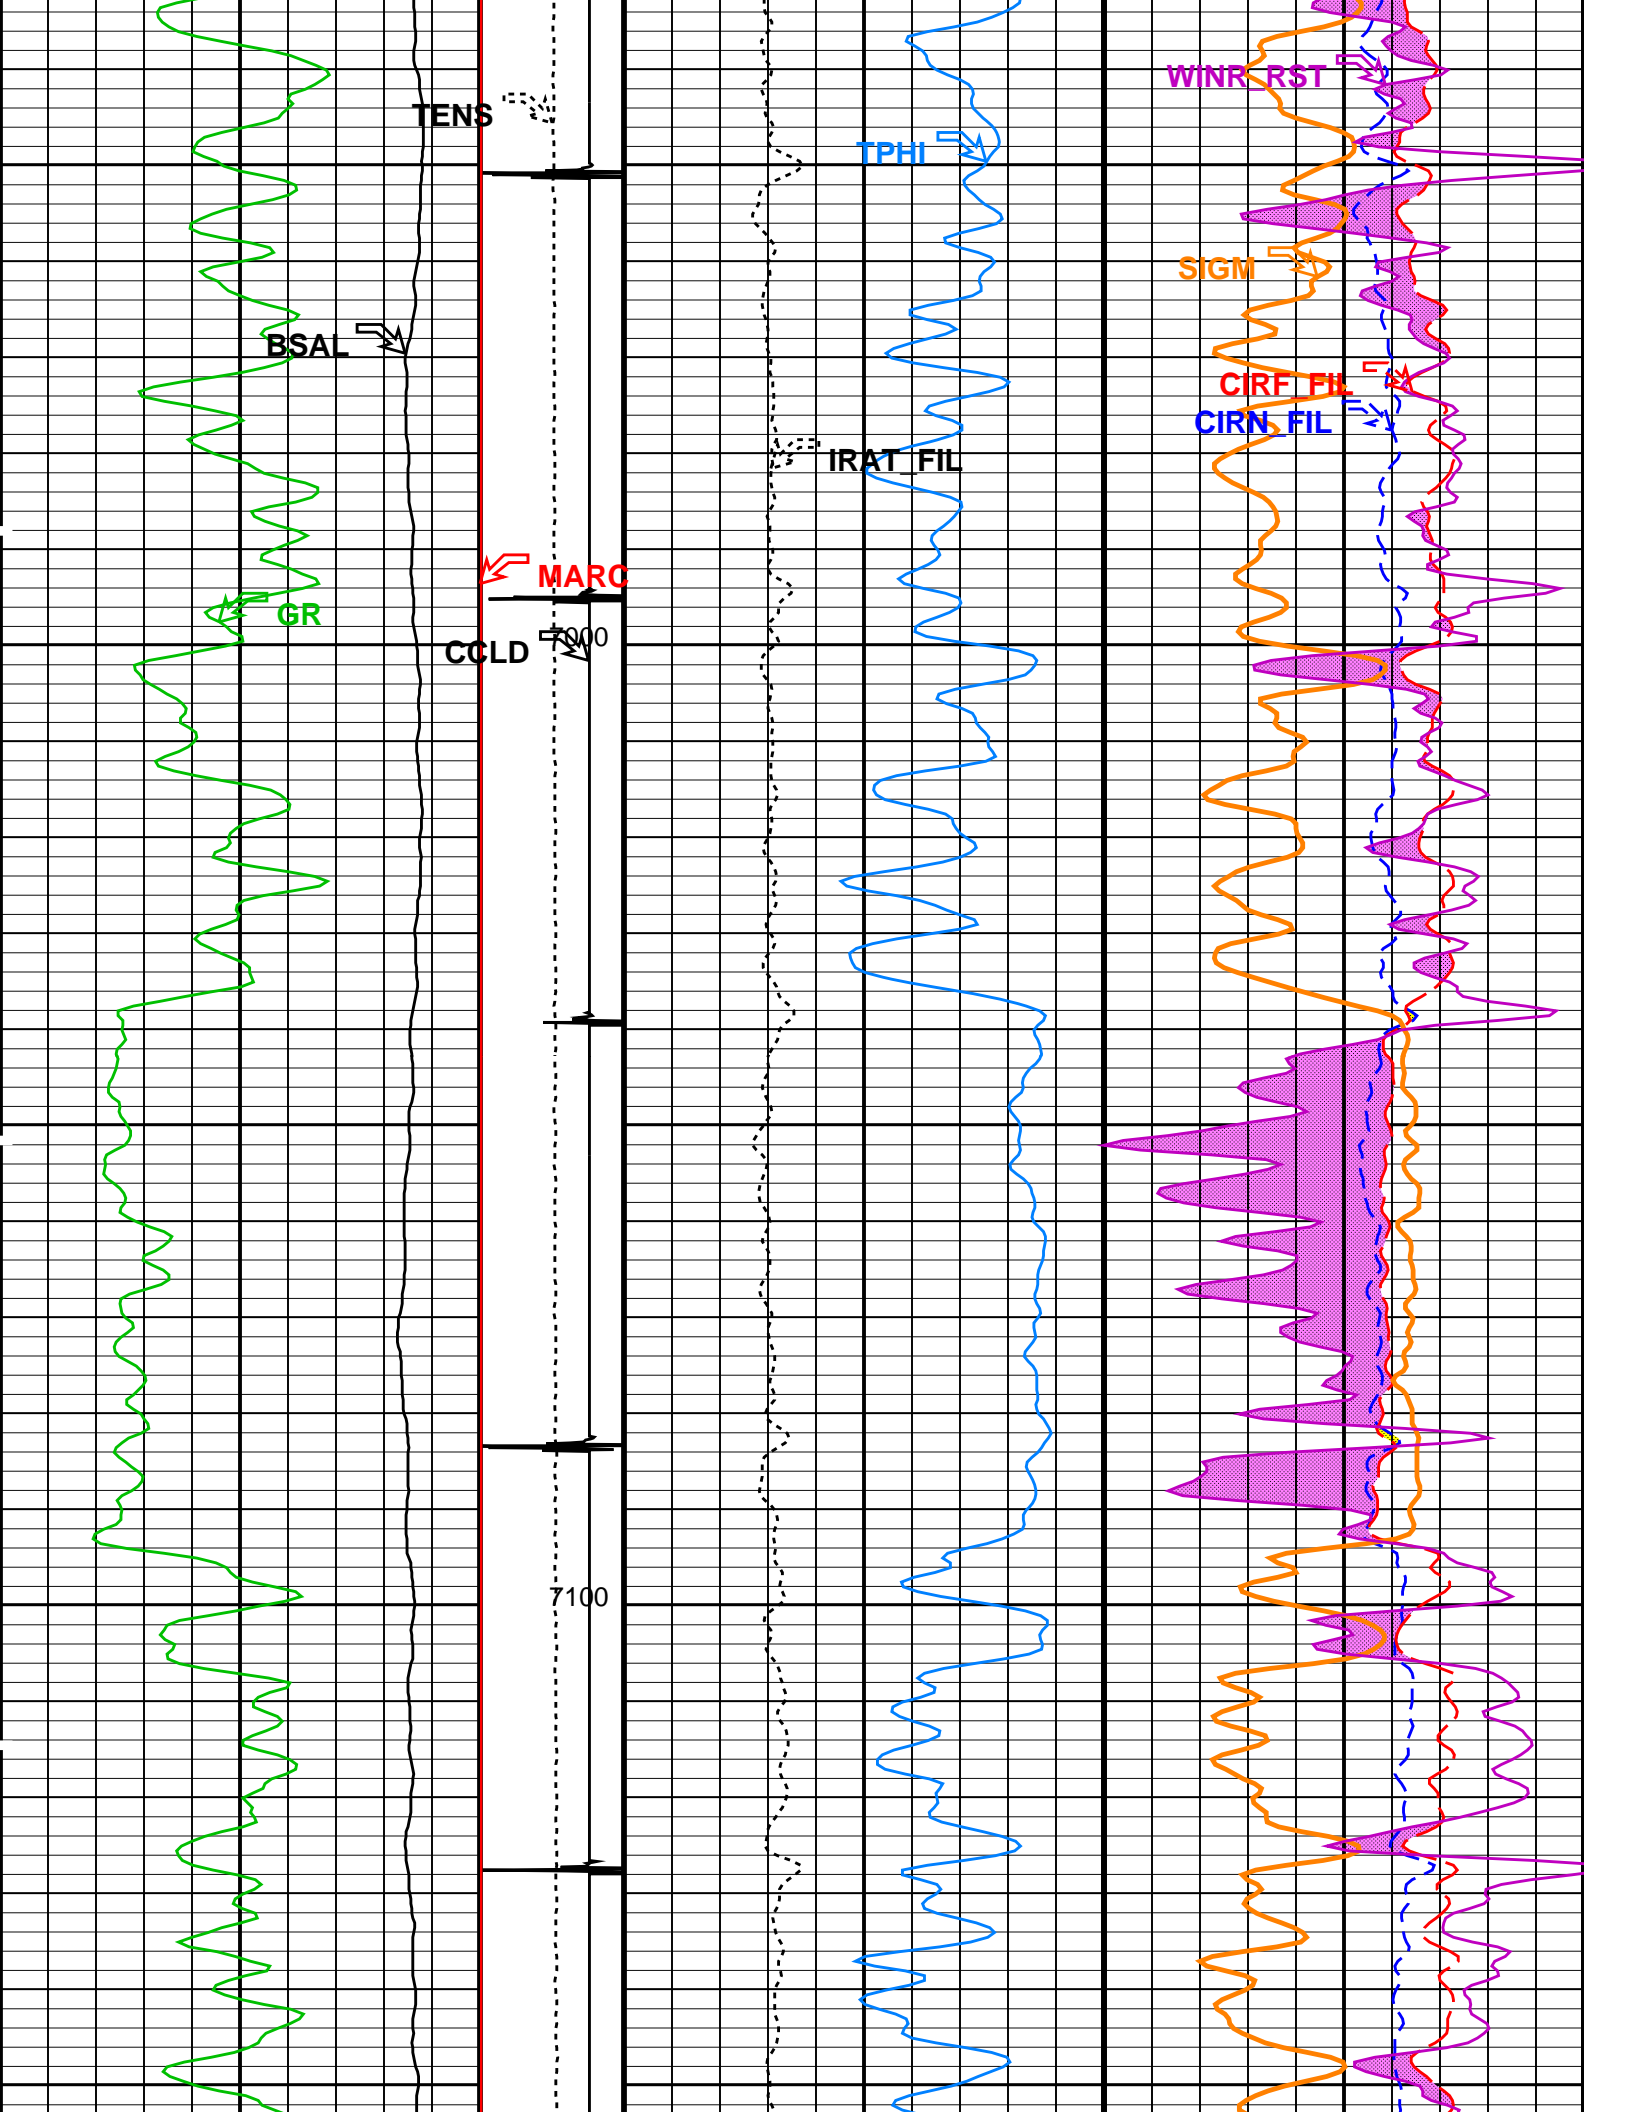 WINR_RST
TENS
TPHI
SIGM
BSAL
CIRF_FIL
CIRN_FIL
IRAT_FIL
MARC
GR
7000
CCLD
7100